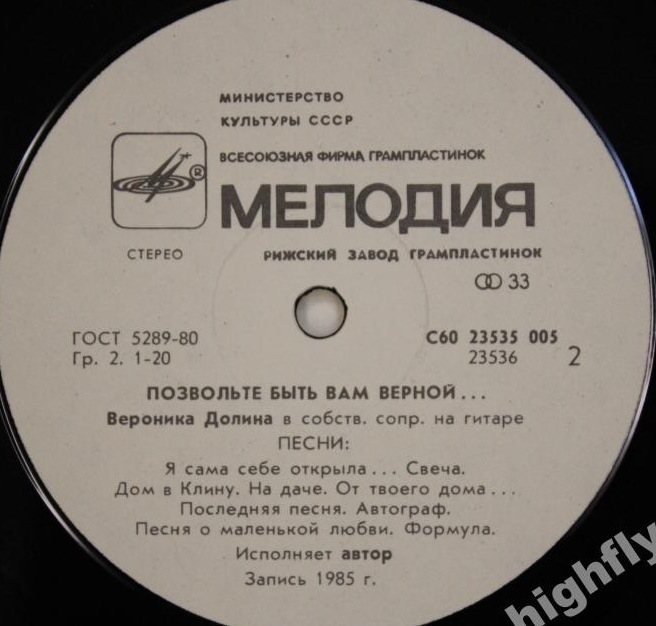 МИНИСТЕРСТВО
КУЛЬТУРЫ СССР
ВСЕСОЮЗНАЯ ФИРМА ГРАМПЛАСТИНОК
®
МЕЛОДИЯ
СТЕРЕО
РИЖСКИЙ ЗАВОД ГРАМПЛАСТИНОК
33
ГОСТ 5289-80
С60 23535 005
Гр. 2. 1-20
23536 2
ПОЗВОЛЬТЕ БЫТЬ ВАМ ВЕРНОЙ...
Вероника Долина в собств. сопр. на гитаре
ПЕСНИ:
Я сама себе открыла... Свеча.
Дом в Клину. На даче. От твоего дома...
Последняя песня. Автограф.
Песня о маленькой любви. Формула.
Исполняет автор
Запись 1985 г.
highfly